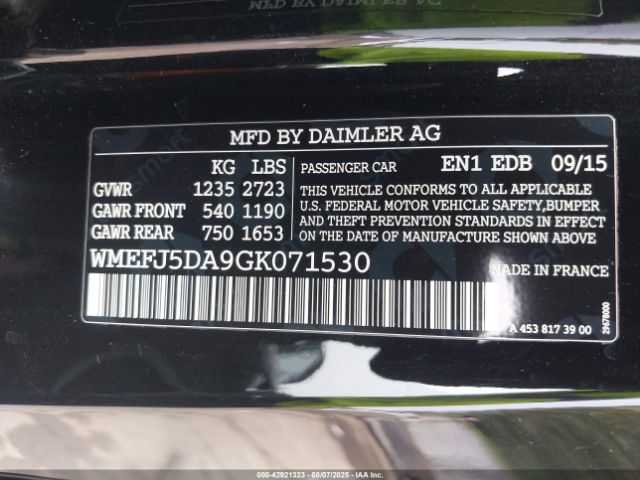 MFD BY DAIMLER AG
KG LBS
GVWR 1235 2723
GAWR FRONT 540 1190
GAWR REAR 750 1653
PASSENGER CAR EN1 EDB 09/15
THIS VEHICLE CONFORMS TO ALL APPLICABLE
U.S. FEDERAL MOTOR VEHICLE SAFETY,BUMPER
AND THEFT PREVENTION STANDARDS IN EFFECT
ON THE DATE OF MANUFACTURE SHOWN ABOVE.
WMEFJ5DA9GK071530
MADE IN FRANCE
A 453 817 39 00
2N678000
000-42921323 - 08/07/2025 - IAAI.CA